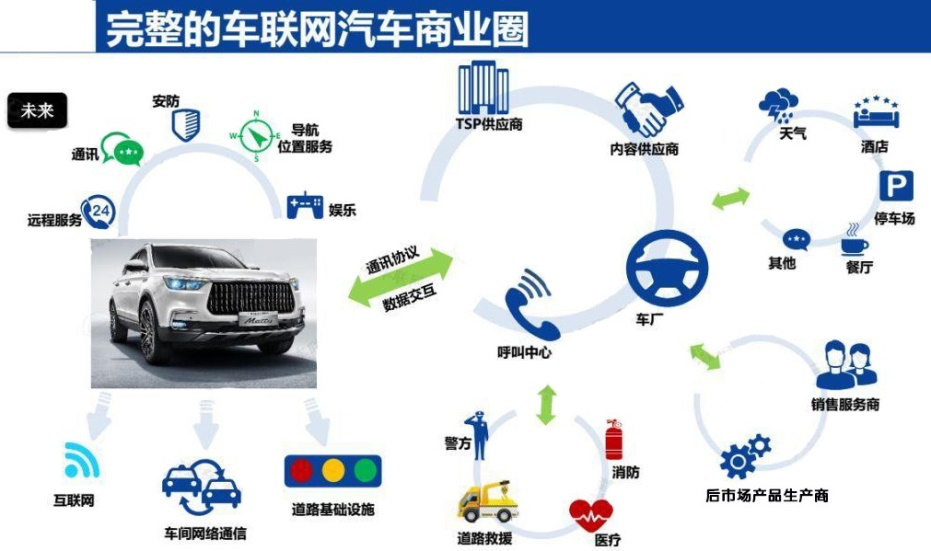 完整的车联网汽车商业圈
未来
安防
通讯
N
W
E
S
导航
位置服务
远程服务
24
娱乐
TSP供应商
内容供应商
天气
酒店
P
停车场
餐厅
其他
通讯协议
数据交互
车厂
呼叫中心
销售服务商
后市场产品生产商
警方
消防
道路救援
医疗
互联网
车间网络通信
道路基础设施